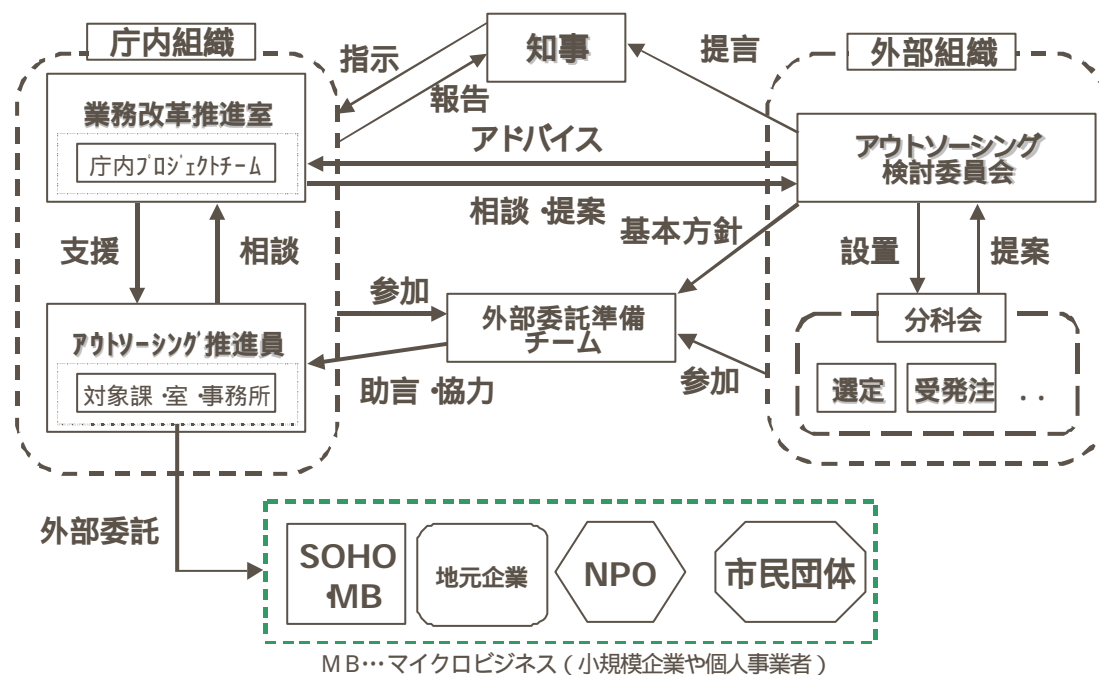 庁内組織
知事
外部組織
指示
提言
報告
業務改革推進室
庁内ﾌﾟﾛｼﾞｪｸﾄﾁｰﾑ
アドバイス
アウトソーシング
検討委員会
相談・提案
基本方針
支援
相談
設置
提案
参加
外部委託準備
チーム
分科会
ｱｳﾄｿｰｼﾝｸﾞ推進員
対象課・室・事務所
助言・協力
参加
選定
受発注
..
外部委託
SOHO
・MB
地元企業
NPO
市民団体
MB…マイクロビジネス(小規模企業や個人事業者)